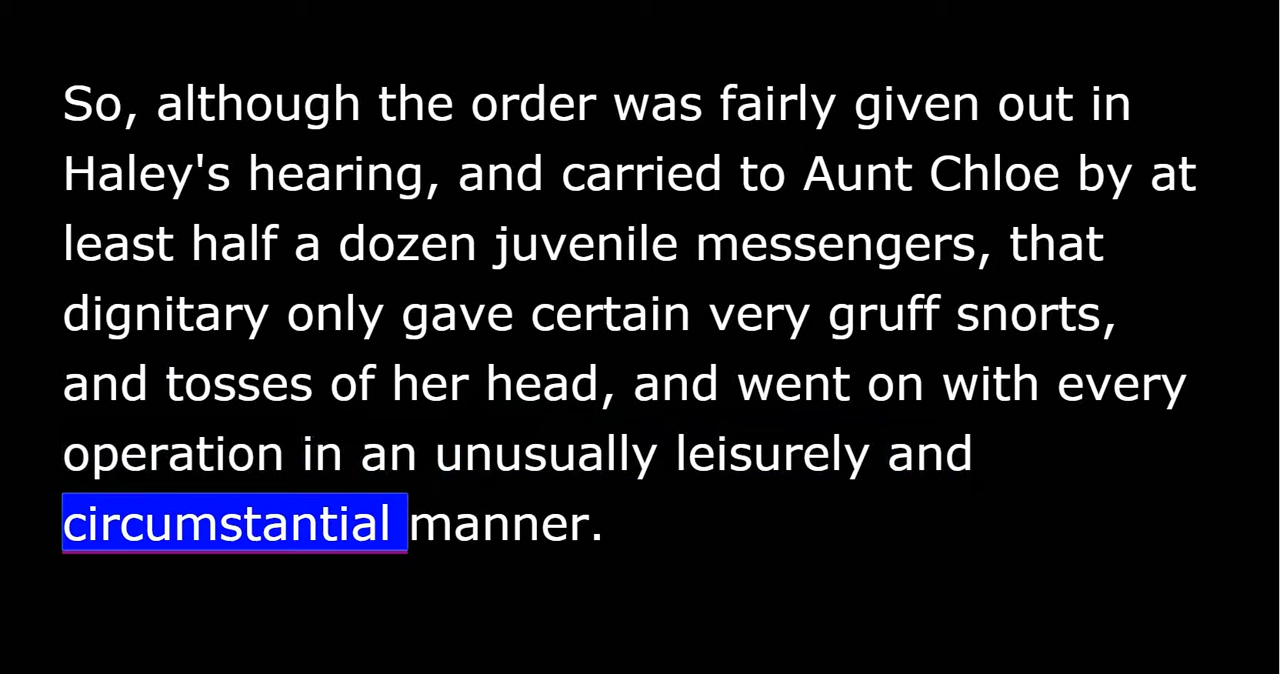 So, although the order was fairly given out in
Haley's hearing, and carried to Aunt Chloe by at
least half a dozen juvenile messengers, that
dignitary only gave certain very gruff snorts,
and tosses of her head, and went on with every
operation in an unusually leisurely and
circumstantial manner.